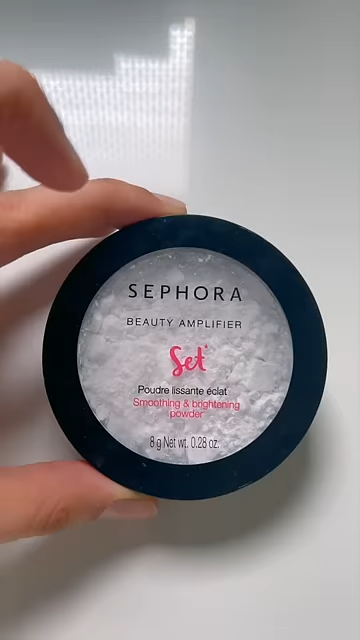 SEPHORA
BEAUTY AMPLIFIER
Set
Poudre lissante éclat
Smoothing & brightening
powder
8 g Net wt. 0.28 oz.